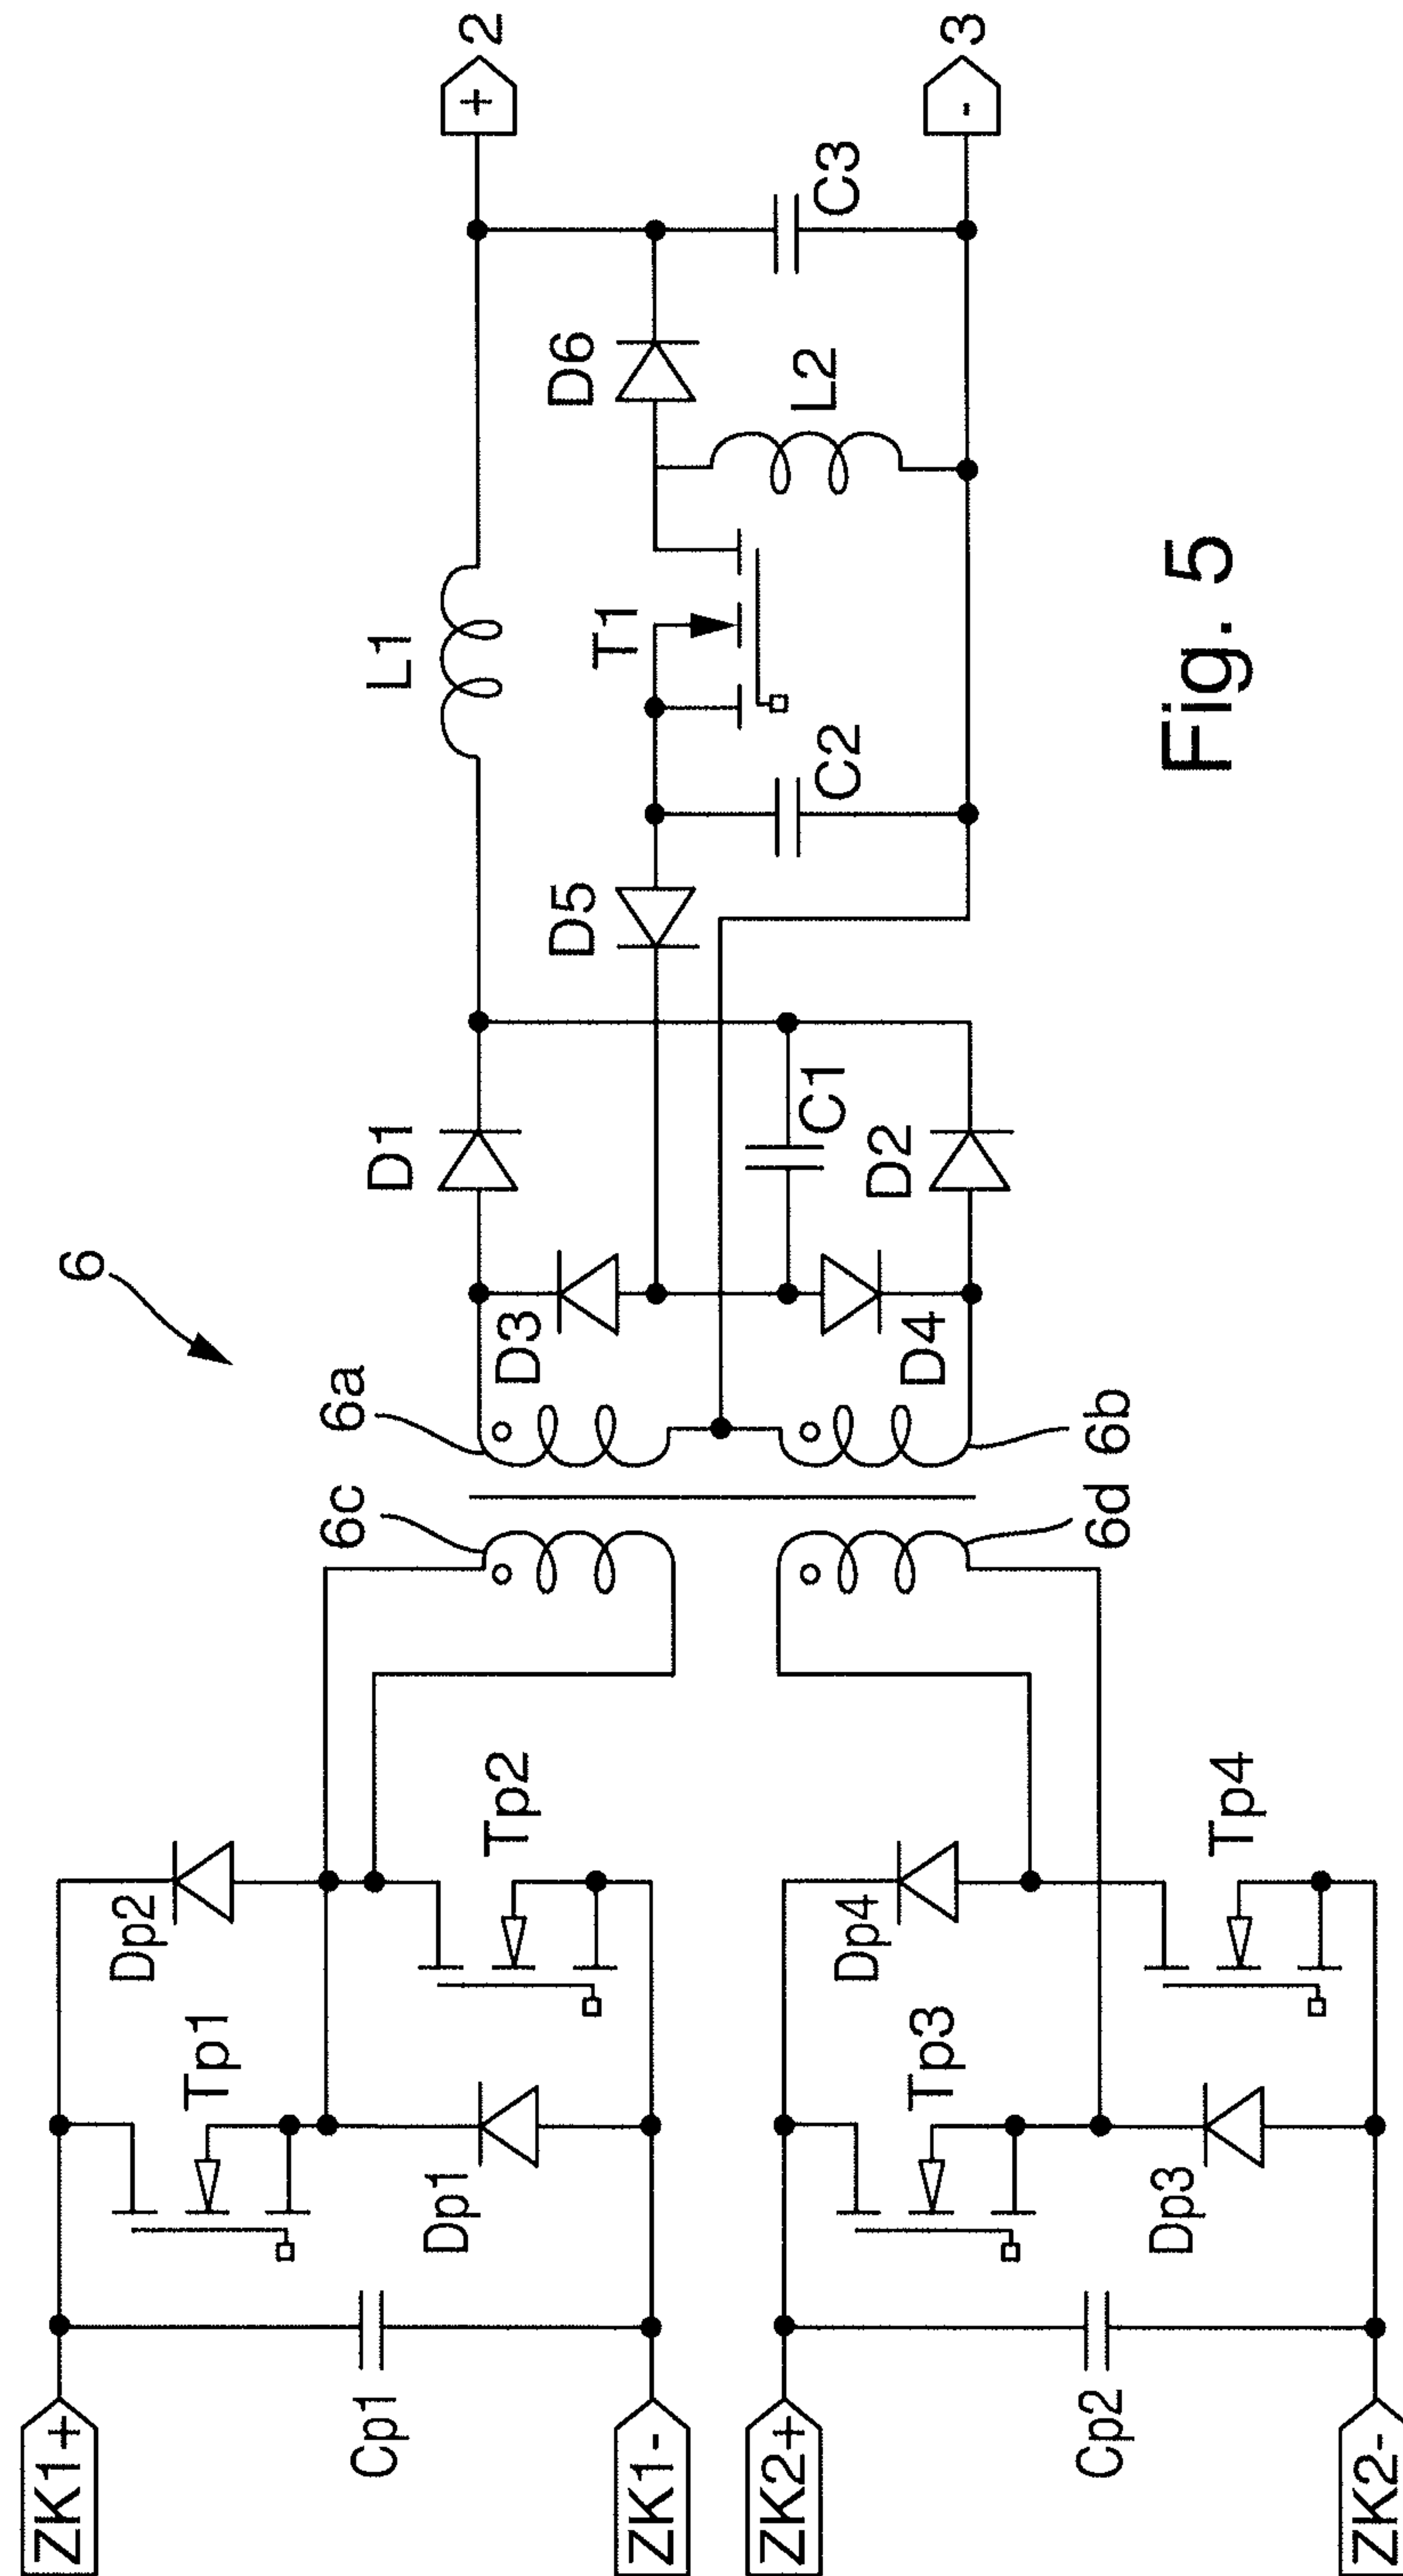 6
ZK1+
Tp1
Dp2
Cp1
Dp1
Tp2
ZK1-
ZK2+
Tp3
Dp4
Cp2
Dp3
Tp4
ZK2-
6c
6a
6d
6b
D1
L1
+
2
D3
D5
T1
D6
C1
C2
L2
C3
D4
D2
-
3
Fig. 5